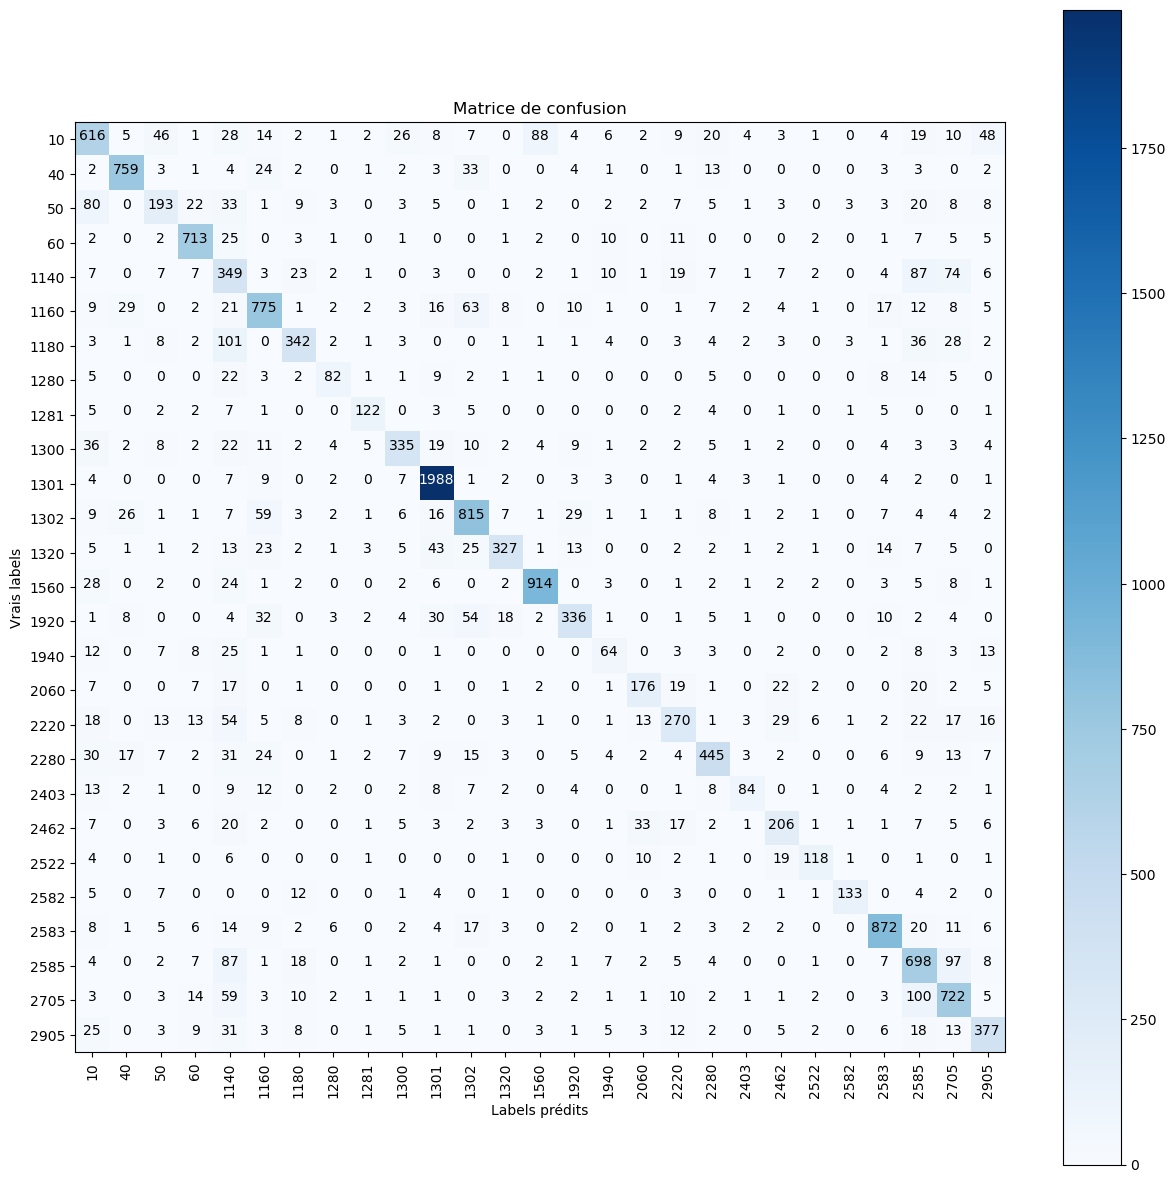 Matrice de confusion
10 616 5 46 1 28 14 2 1 2 26 8 7 0 88 4 6 2 9 20 4 3 1 0 4 19 10 48
40 2 759 3 1 4 24 2 0 1 2 3 33 0 0 4 1 0 1 13 0 0 0 0 3 3 0 2
50 80 0 193 22 33 1 9 3 0 3 5 0 1 2 0 2 2 7 5 1 3 0 3 3 20 8 8
60 2 0 2 713 25 0 3 1 0 1 0 0 1 2 0 10 0 11 0 0 0 2 0 1 7 5 5
1140 7 0 7 7 349 3 23 2 1 0 3 0 0 2 1 10 1 19 7 1 7 2 0 4 87 74 6
1160 9 29 0 2 21 775 1 2 2 3 16 63 8 0 10 1 0 1 7 2 4 1 0 17 12 8 5
1180 3 1 8 2 101 0 342 2 1 3 0 0 1 1 1 4 0 3 4 2 3 0 3 1 36 28 2
1280 5 0 0 0 22 3 2 82 1 1 9 2 1 1 0 0 0 0 5 0 0 0 0 8 14 5 0
1281 5 0 2 2 7 1 0 0 122 0 3 5 0 0 0 0 0 2 4 0 1 0 1 5 0 0 1
1300 36 2 8 2 22 11 2 4 5 335 19 10 2 4 9 1 2 2 5 1 2 0 0 4 3 3 4
1301 4 0 0 0 7 9 0 2 0 7 1988 1 2 0 3 3 0 1 4 3 1 0 0 4 2 0 1
1302 9 26 1 1 7 59 3 2 1 6 16 815 7 1 29 1 1 1 8 1 2 1 0 7 4 4 2
1320 5 1 1 2 13 23 2 1 3 5 43 25 327 1 13 0 0 2 2 1 2 1 0 14 7 5 0
1560 28 0 2 0 24 1 2 0 0 2 6 0 2 914 0 3 0 1 2 1 2 2 0 3 5 8 1
1920 1 8 0 0 4 32 0 3 2 4 30 54 18 2 336 1 0 1 5 1 0 0 0 10 2 4 0
1940 12 0 7 8 25 1 1 0 0 0 1 0 0 0 0 64 0 3 3 0 2 0 0 2 8 3 13
2060 7 0 0 7 17 0 1 0 0 0 1 0 1 2 0 1 176 19 1 0 22 2 0 0 20 2 5
2220 18 0 13 13 54 5 8 0 1 3 2 0 3 1 0 1 13 270 1 3 29 6 1 2 22 17 16
2280 30 17 7 2 31 24 0 1 2 7 9 15 3 0 5 4 2 4 445 3 2 0 0 6 9 13 7
2403 13 2 1 0 9 12 0 2 0 2 8 7 2 0 4 0 0 1 8 84 0 1 0 4 2 2 1
2462 7 0 3 6 20 2 0 0 1 5 3 2 3 3 0 1 33 17 2 1 206 1 1 1 7 5 6
2522 4 0 1 0 6 0 0 0 1 0 0 0 1 0 0 0 10 2 1 0 19 118 1 0 1 0 1
2582 5 0 7 0 0 0 12 0 0 1 4 0 1 0 0 0 0 3 0 0 1 1 133 0 4 2 0
2583 8 1 5 6 14 9 2 6 0 2 4 17 3 0 2 0 1 2 3 2 2 0 0 872 20 11 6
2585 4 0 2 7 87 1 18 0 1 2 1 0 0 2 1 7 2 5 4 0 0 1 0 7 698 97 8
2705 3 0 3 14 59 3 10 2 1 1 1 0 3 2 2 1 1 10 2 1 1 2 0 3 100 722 5
2905 25 0 3 9 31 3 8 0 1 5 1 1 0 3 1 5 3 12 2 0 5 2 0 6 18 13 377
10 40 50 60 1140 1160 1180 1280 1281 1300 1301 1302 1320 1560 1920 1940 2060 2220 2280 2403 2462 2522 2582 2583 2585 2705 2905
Labels prédits
Vrais labels
1750
1500
1250
1000
750
500
250
0